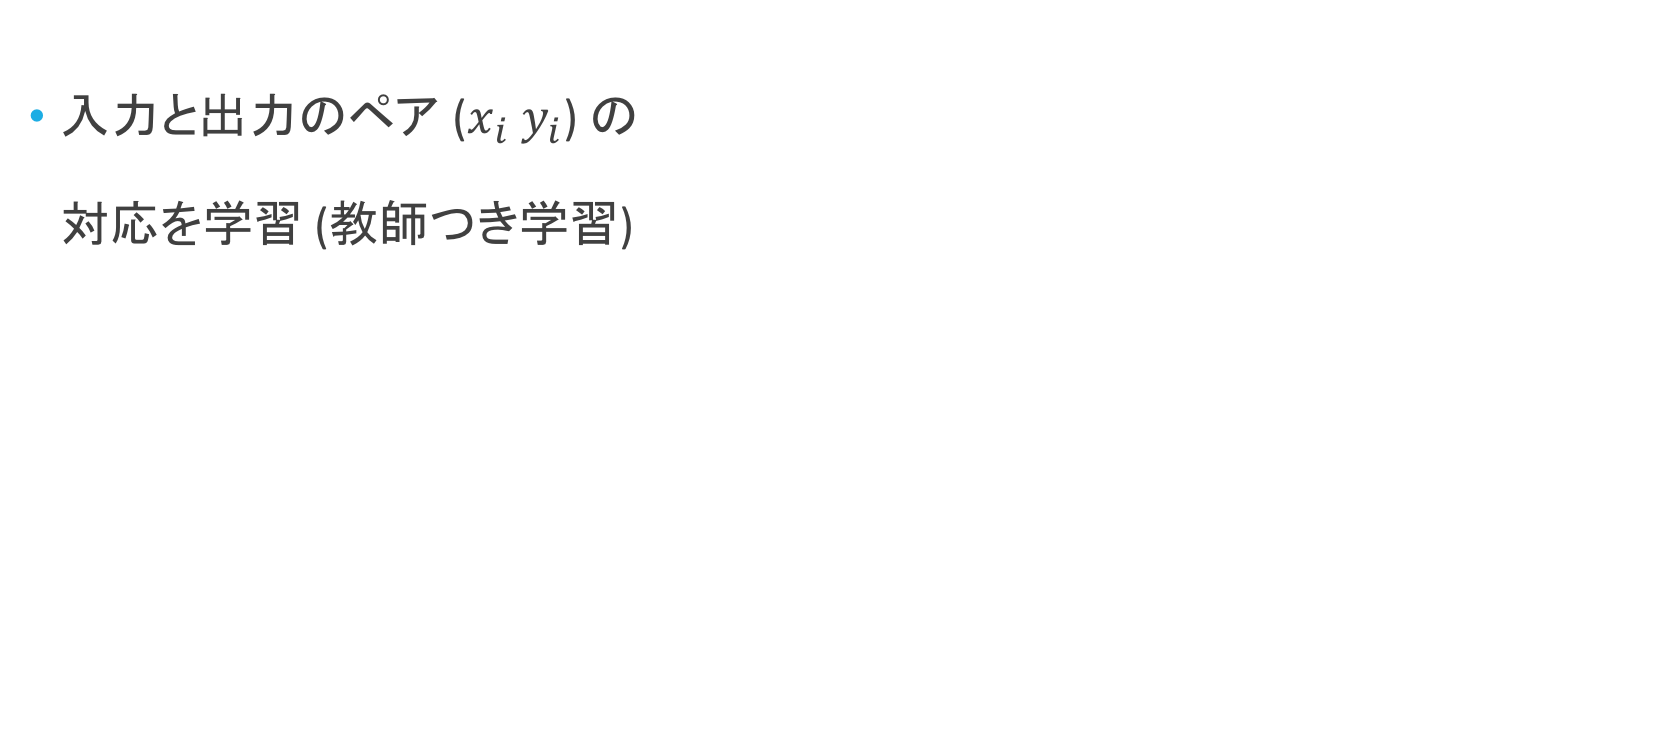 • 入力と出力のペア (𝑥ᵢ 𝑦ᵢ) の
対応を学習 (教師つき学習)